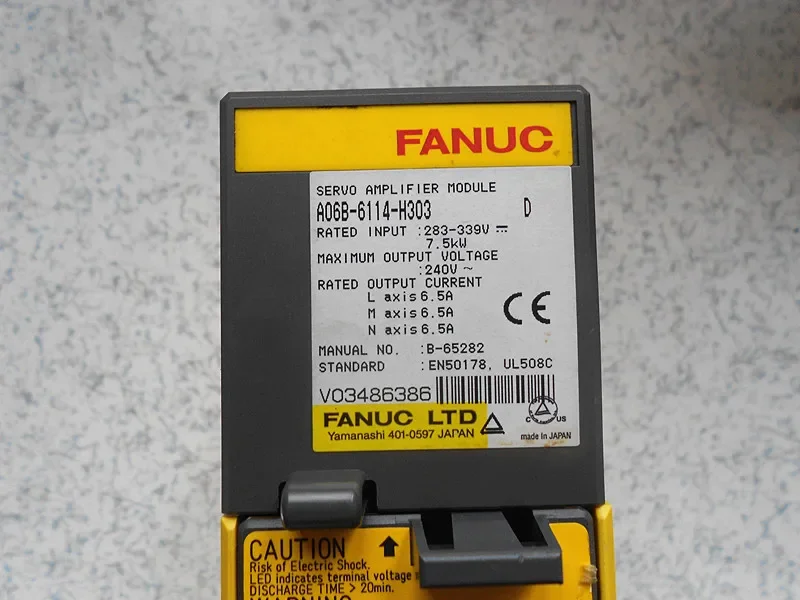 FANUC
SERVO AMPLIFIER MODULE
A06B-6114-H303 D
RATED INPUT :283-339V ⎓
7.5kW
MAXIMUM OUTPUT VOLTAGE
:240V ~
RATED OUTPUT CURRENT
L axis 6.5A
M axis 6.5A
N axis 6.5A
CE
MANUAL NO. :B-65282
STANDARD :EN50178, UL508C
V03486386
FANUC LTD
Yamanashi 401-0597 JAPAN
C US
made in JAPAN
CAUTION
Risk of Electric Shock.
LED indicates terminal voltage
DISCHARGE TIME > 20min.
WARNING